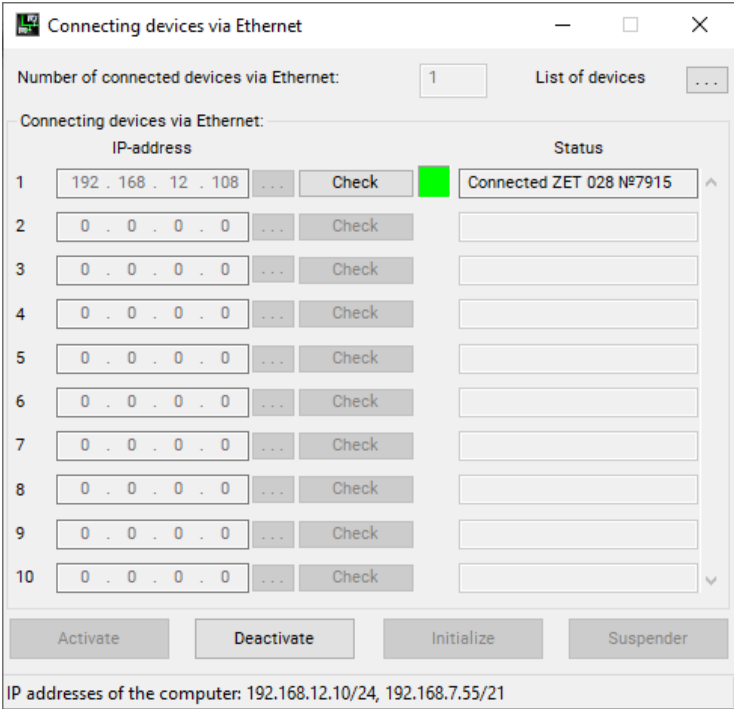 Connecting devices via Ethernet
Number of connected devices via Ethernet: 1 List of devices ...
Connecting devices via Ethernet:
IP-address Status
1 192 . 168 . 12 . 108 ... Check Connected ZET 028 №7915
2 0 . 0 . 0 . 0 ... Check
3 0 . 0 . 0 . 0 ... Check
4 0 . 0 . 0 . 0 ... Check
5 0 . 0 . 0 . 0 ... Check
6 0 . 0 . 0 . 0 ... Check
7 0 . 0 . 0 . 0 ... Check
8 0 . 0 . 0 . 0 ... Check
9 0 . 0 . 0 . 0 ... Check
10 0 . 0 . 0 . 0 ... Check
Activate Deactivate Initialize Suspender
IP addresses of the computer: 192.168.12.10/24, 192.168.7.55/21